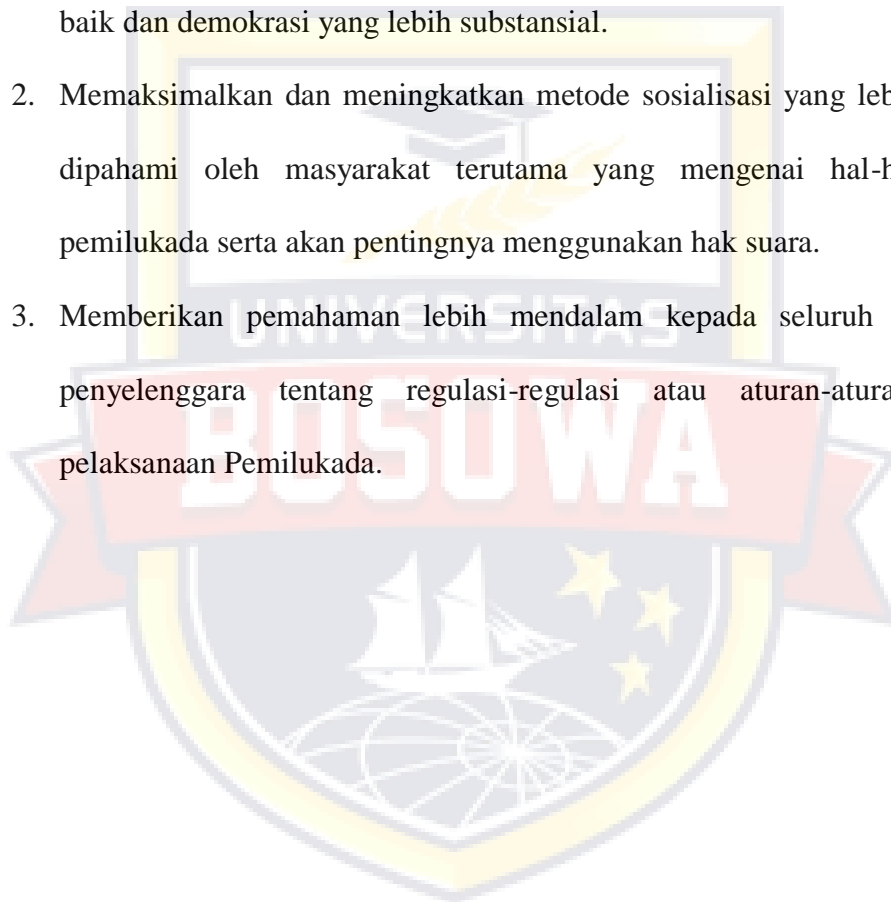 baik dan demokrasi yang lebih substansial.
2. Memaksimalkan dan meningkatkan metode sosialisasi yang leb
dipahami oleh masyarakat terutama yang mengenai hal-h
pemilukada serta akan pentingnya menggunakan hak suara.
UNIVERSITAS
3. Memberikan pemahaman lebih mendalam kepada seluruh
penyelenggara tentang regulasi-regulasi atau aturan-atura
BOSOWA
pelaksanaan Pemilukada.